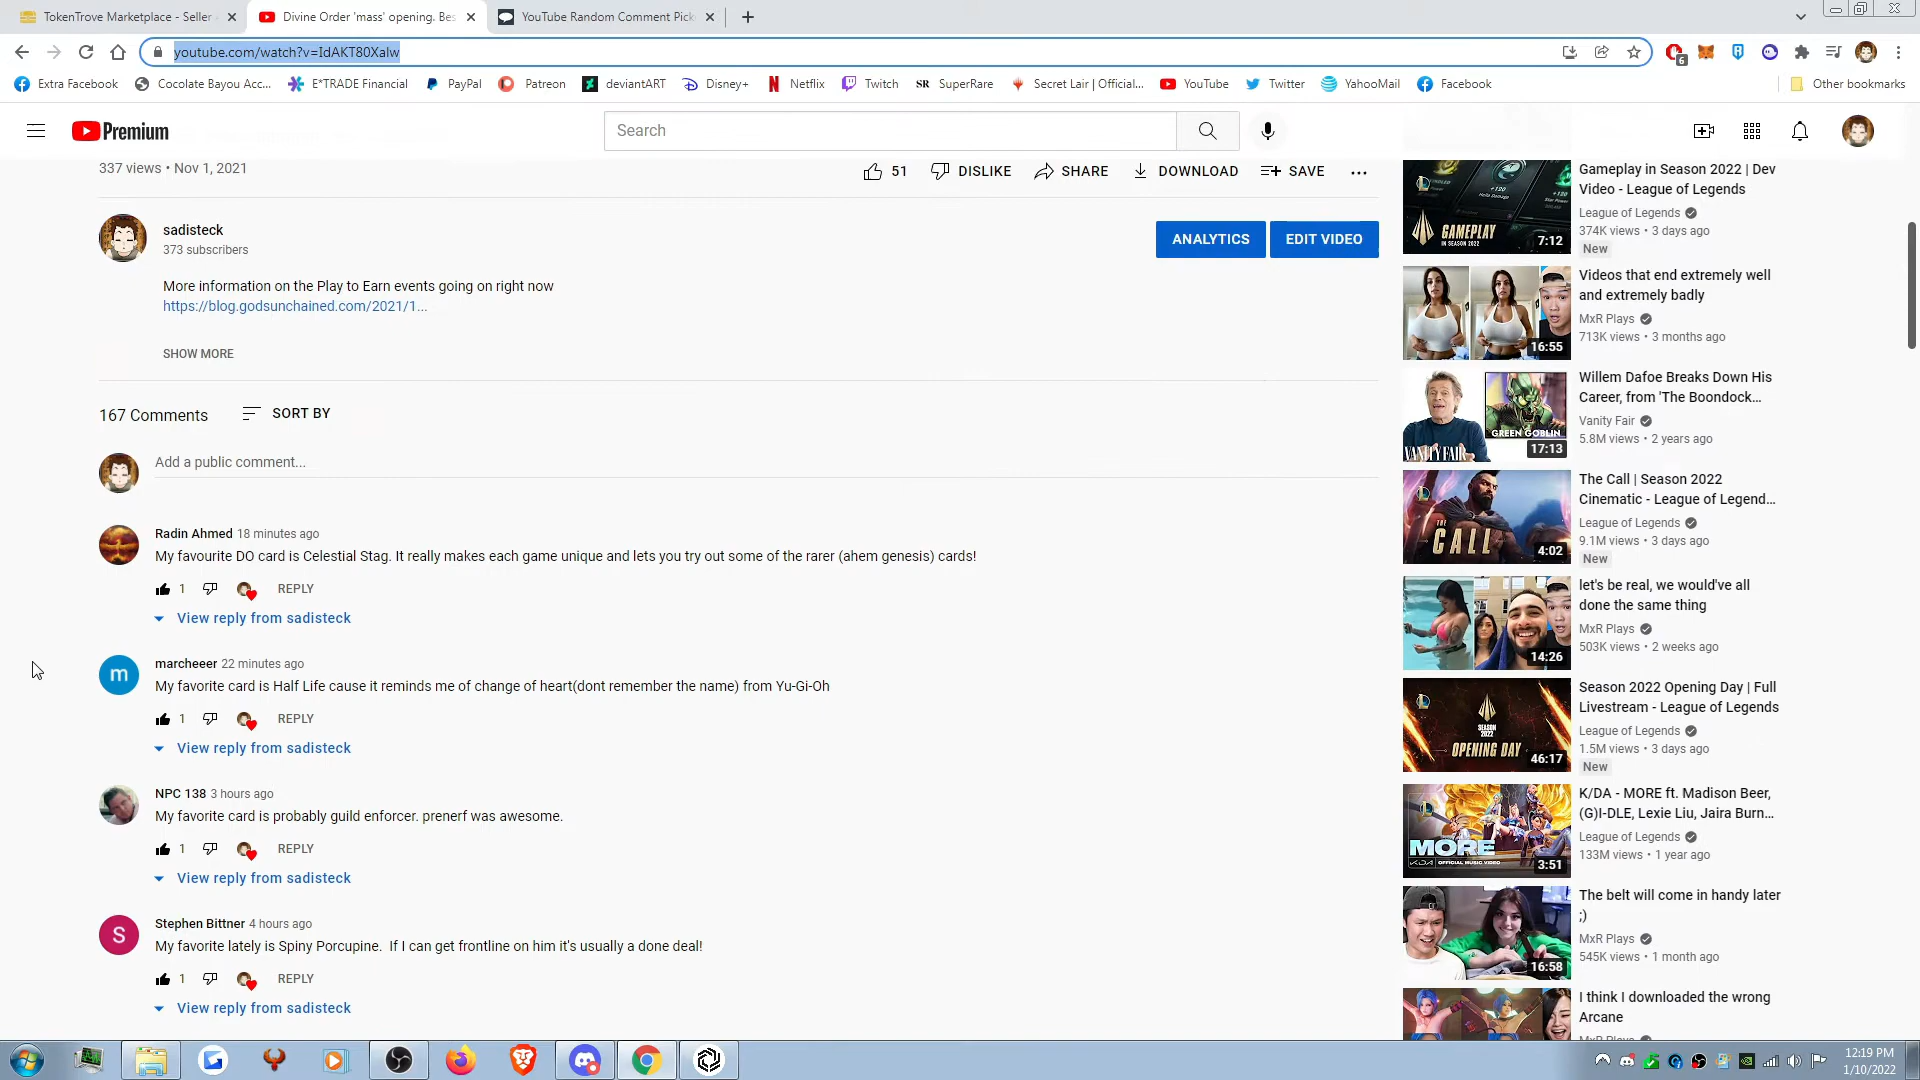 TokenTrove Marketplace - Seller
Divine Order 'mass' opening. Bes
YouTube Random Comment Pick
youtube.com/watch?v=IdAKT80Xalw
6
Extra Facebook
Cocolate Bayou Acc...
E*TRADE Financial
PayPal
Patreon
deviantART
Disney+
Netflix
Twitch
SR SuperRare
Secret Lair | Official...
YouTube
Twitter
YahooMail
Facebook
Other bookmarks
Premium
Search
337 views • Nov 1, 2021
51
DISLIKE
SHARE
DOWNLOAD
SAVE
sadisteck
373 subscribers
ANALYTICS
EDIT VIDEO
More information on the Play to Earn events going on right now
https://blog.godsunchained.com/2021/1...
SHOW MORE
167 Comments
SORT BY
Add a public comment...
Radin Ahmed 18 minutes ago
My favourite DO card is Celestial Stag. It really makes each game unique and lets you try out some of the rarer (ahem genesis) cards!
1
REPLY
View reply from sadisteck
m
marcheeer 22 minutes ago
My favorite card is Half Life cause it reminds me of change of heart(dont remember the name) from Yu-Gi-Oh
1
REPLY
View reply from sadisteck
NPC 138 3 hours ago
My favorite card is probably guild enforcer. prenerf was awesome.
1
REPLY
View reply from sadisteck
S
Stephen Bittner 4 hours ago
My favorite lately is Spiny Porcupine. If I can get frontline on him it's usually a done deal!
1
REPLY
View reply from sadisteck
GAMEPLAY
IN SEASON 2022
7:12
Gameplay in Season 2022 | Dev
Video - League of Legends
League of Legends
374K views • 3 days ago
New
16:55
Videos that end extremely well
and extremely badly
MxR Plays
713K views • 3 months ago
GREEN GOBLIN
VANITY FAIR
17:13
Willem Dafoe Breaks Down His
Career, from 'The Boondock...
Vanity Fair
5.8M views • 2 years ago
THE
CALL
4:02
The Call | Season 2022
Cinematic - League of Legend...
League of Legends
9.1M views • 3 days ago
New
14:26
let's be real, we would've all
done the same thing
MxR Plays
503K views • 2 weeks ago
SEASON
2022
OPENING DAY
46:17
Season 2022 Opening Day | Full
Livestream - League of Legends
League of Legends
1.5M views • 3 days ago
New
MORE
K/DA OFFICIAL MUSIC VIDEO
3:51
K/DA - MORE ft. Madison Beer,
(G)I-DLE, Lexie Liu, Jaira Burn...
League of Legends
133M views • 1 year ago
16:58
The belt will come in handy later
;)
MxR Plays
545K views • 1 month ago
I think I downloaded the wrong
Arcane
MxR Plays
12:19 PM
1/10/2022